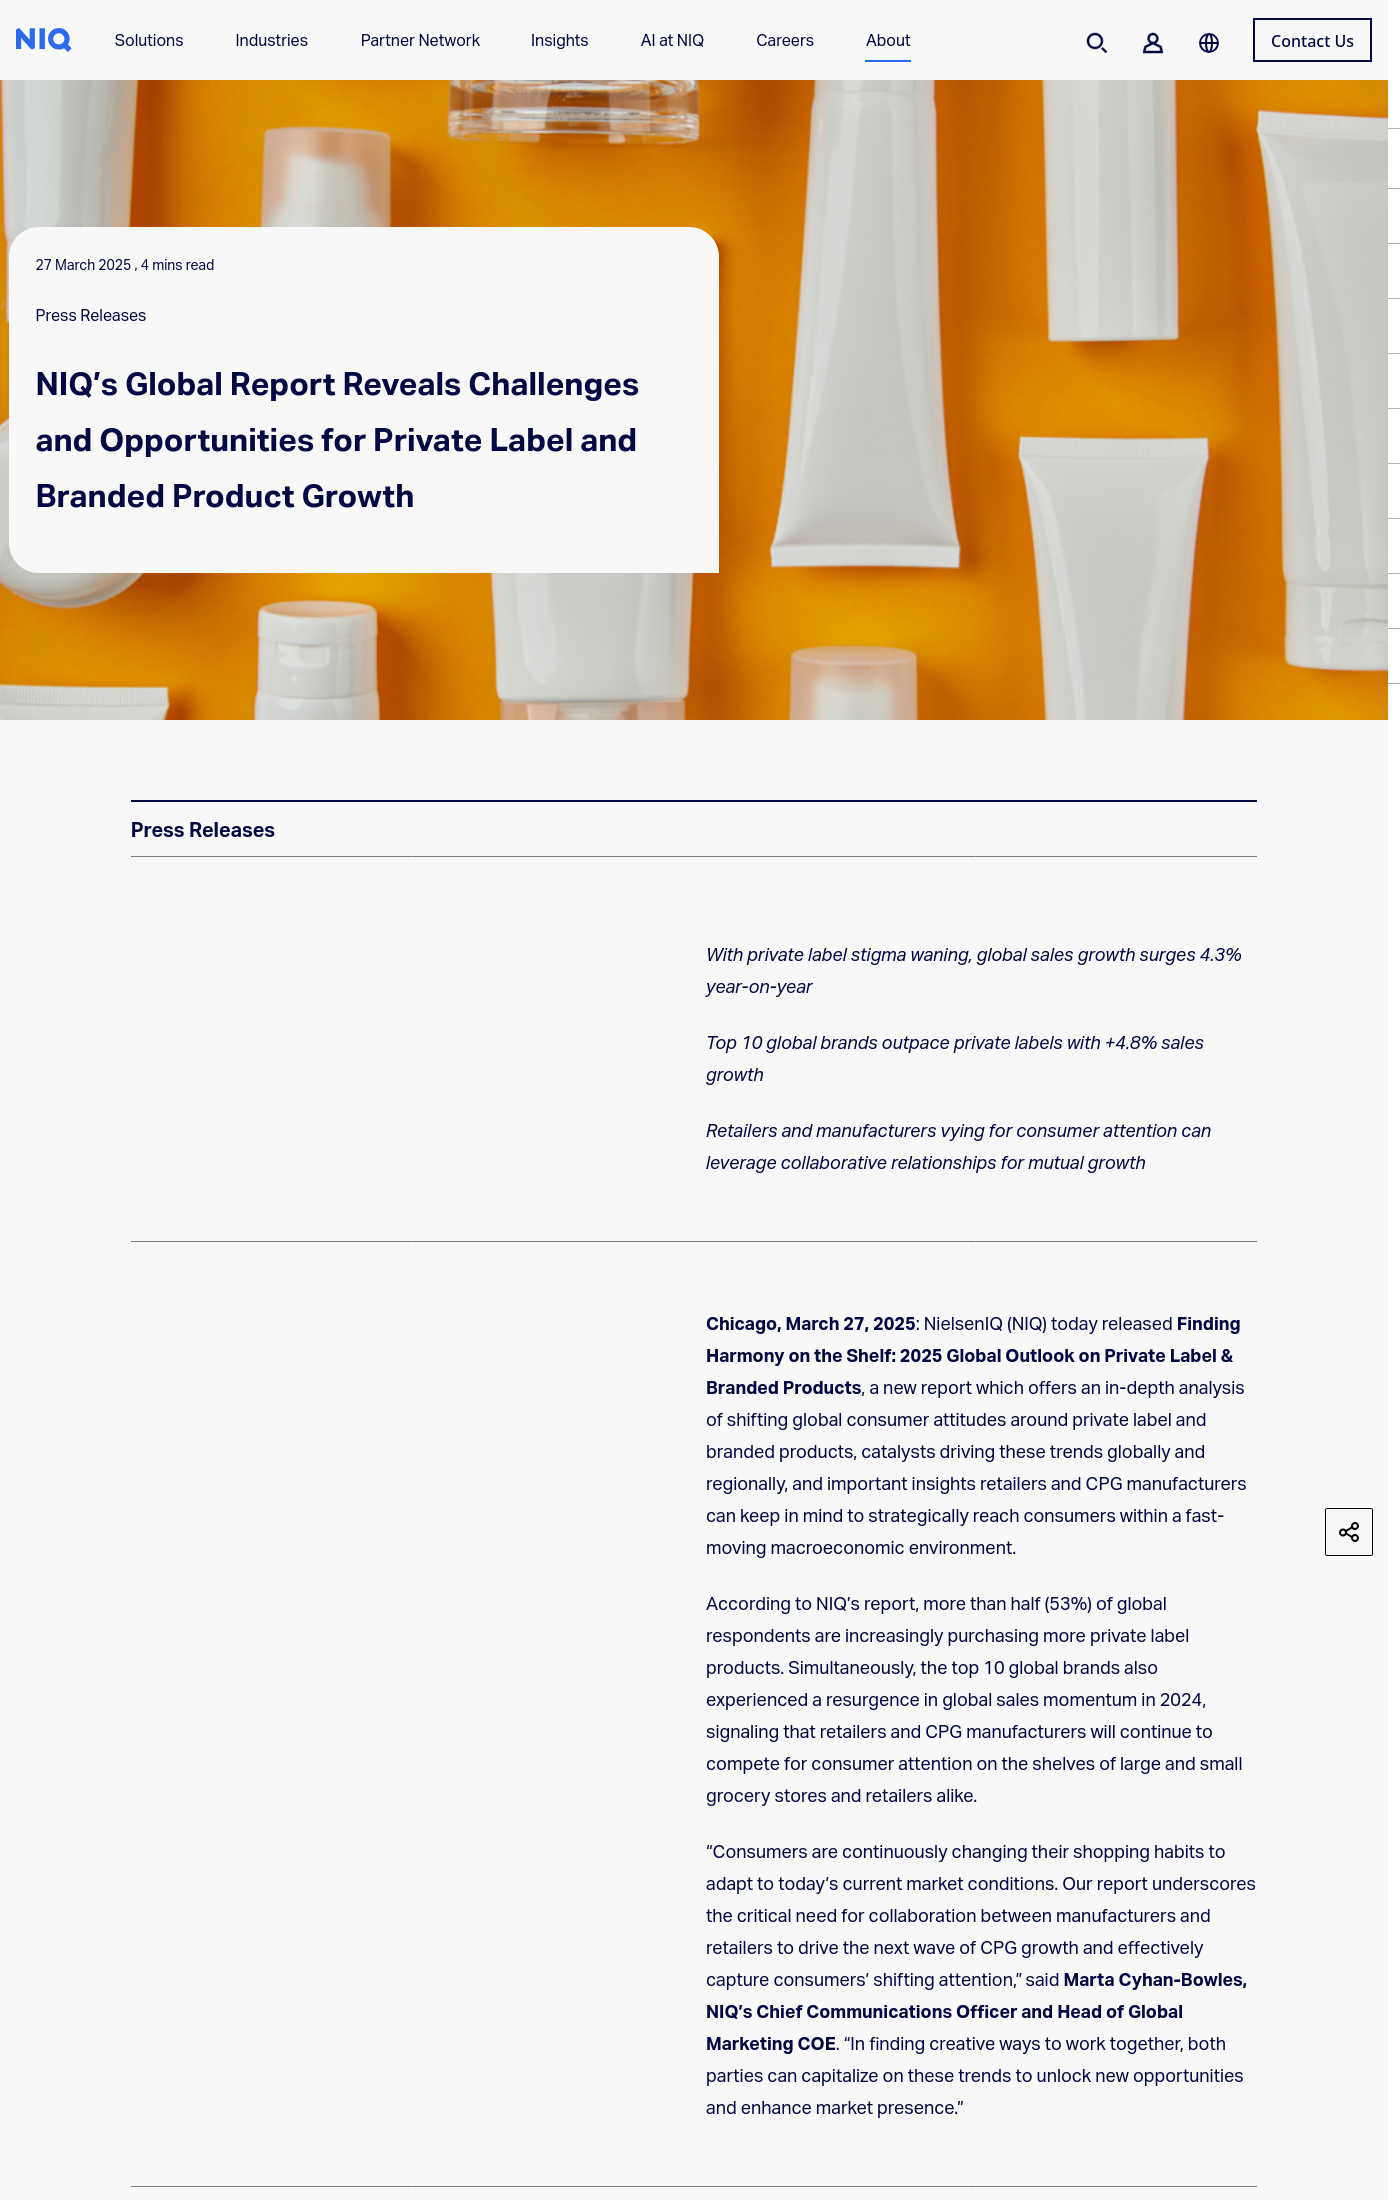 NIQ
Solutions
Industries
Partner Network
Insights
AI at NIQ
Careers
About
Contact Us
27 March 2025 , 4 mins read
Press Releases
NIQ’s Global Report Reveals Challenges
and Opportunities for Private Label and
Branded Product Growth
Press Releases
With private label stigma waning, global sales growth surges 4.3%
year-on-year
Top 10 global brands outpace private labels with +4.8% sales
growth
Retailers and manufacturers vying for consumer attention can
leverage collaborative relationships for mutual growth
Chicago, March 27, 2025: NielsenIQ (NIQ) today released Finding
Harmony on the Shelf: 2025 Global Outlook on Private Label &
Branded Products, a new report which offers an in-depth analysis
of shifting global consumer attitudes around private label and
branded products, catalysts driving these trends globally and
regionally, and important insights retailers and CPG manufacturers
can keep in mind to strategically reach consumers within a fast-
moving macroeconomic environment.
According to NIQ’s report, more than half (53%) of global
respondents are increasingly purchasing more private label
products. Simultaneously, the top 10 global brands also
experienced a resurgence in global sales momentum in 2024,
signaling that retailers and CPG manufacturers will continue to
compete for consumer attention on the shelves of large and small
grocery stores and retailers alike.
“Consumers are continuously changing their shopping habits to
adapt to today’s current market conditions. Our report underscores
the critical need for collaboration between manufacturers and
retailers to drive the next wave of CPG growth and effectively
capture consumers’ shifting attention,” said Marta Cyhan-Bowles,
NIQ’s Chief Communications Officer and Head of Global
Marketing COE. “In finding creative ways to work together, both
parties can capitalize on these trends to unlock new opportunities
and enhance market presence.”